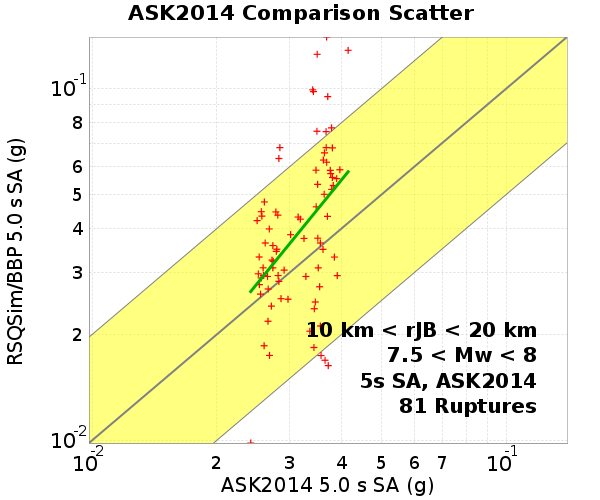 ASK2014 Comparison Scatter
RSQSim/BBP 5.0 s SA (g)
10⁻¹
8
6
5
4
3
2
10⁻²
10 km < rJB < 20 km
7.5 < Mw < 8
5s SA, ASK2014
81 Ruptures
10⁻² 2 3 4 5 6 7 10⁻¹
ASK2014 5.0 s SA (g)